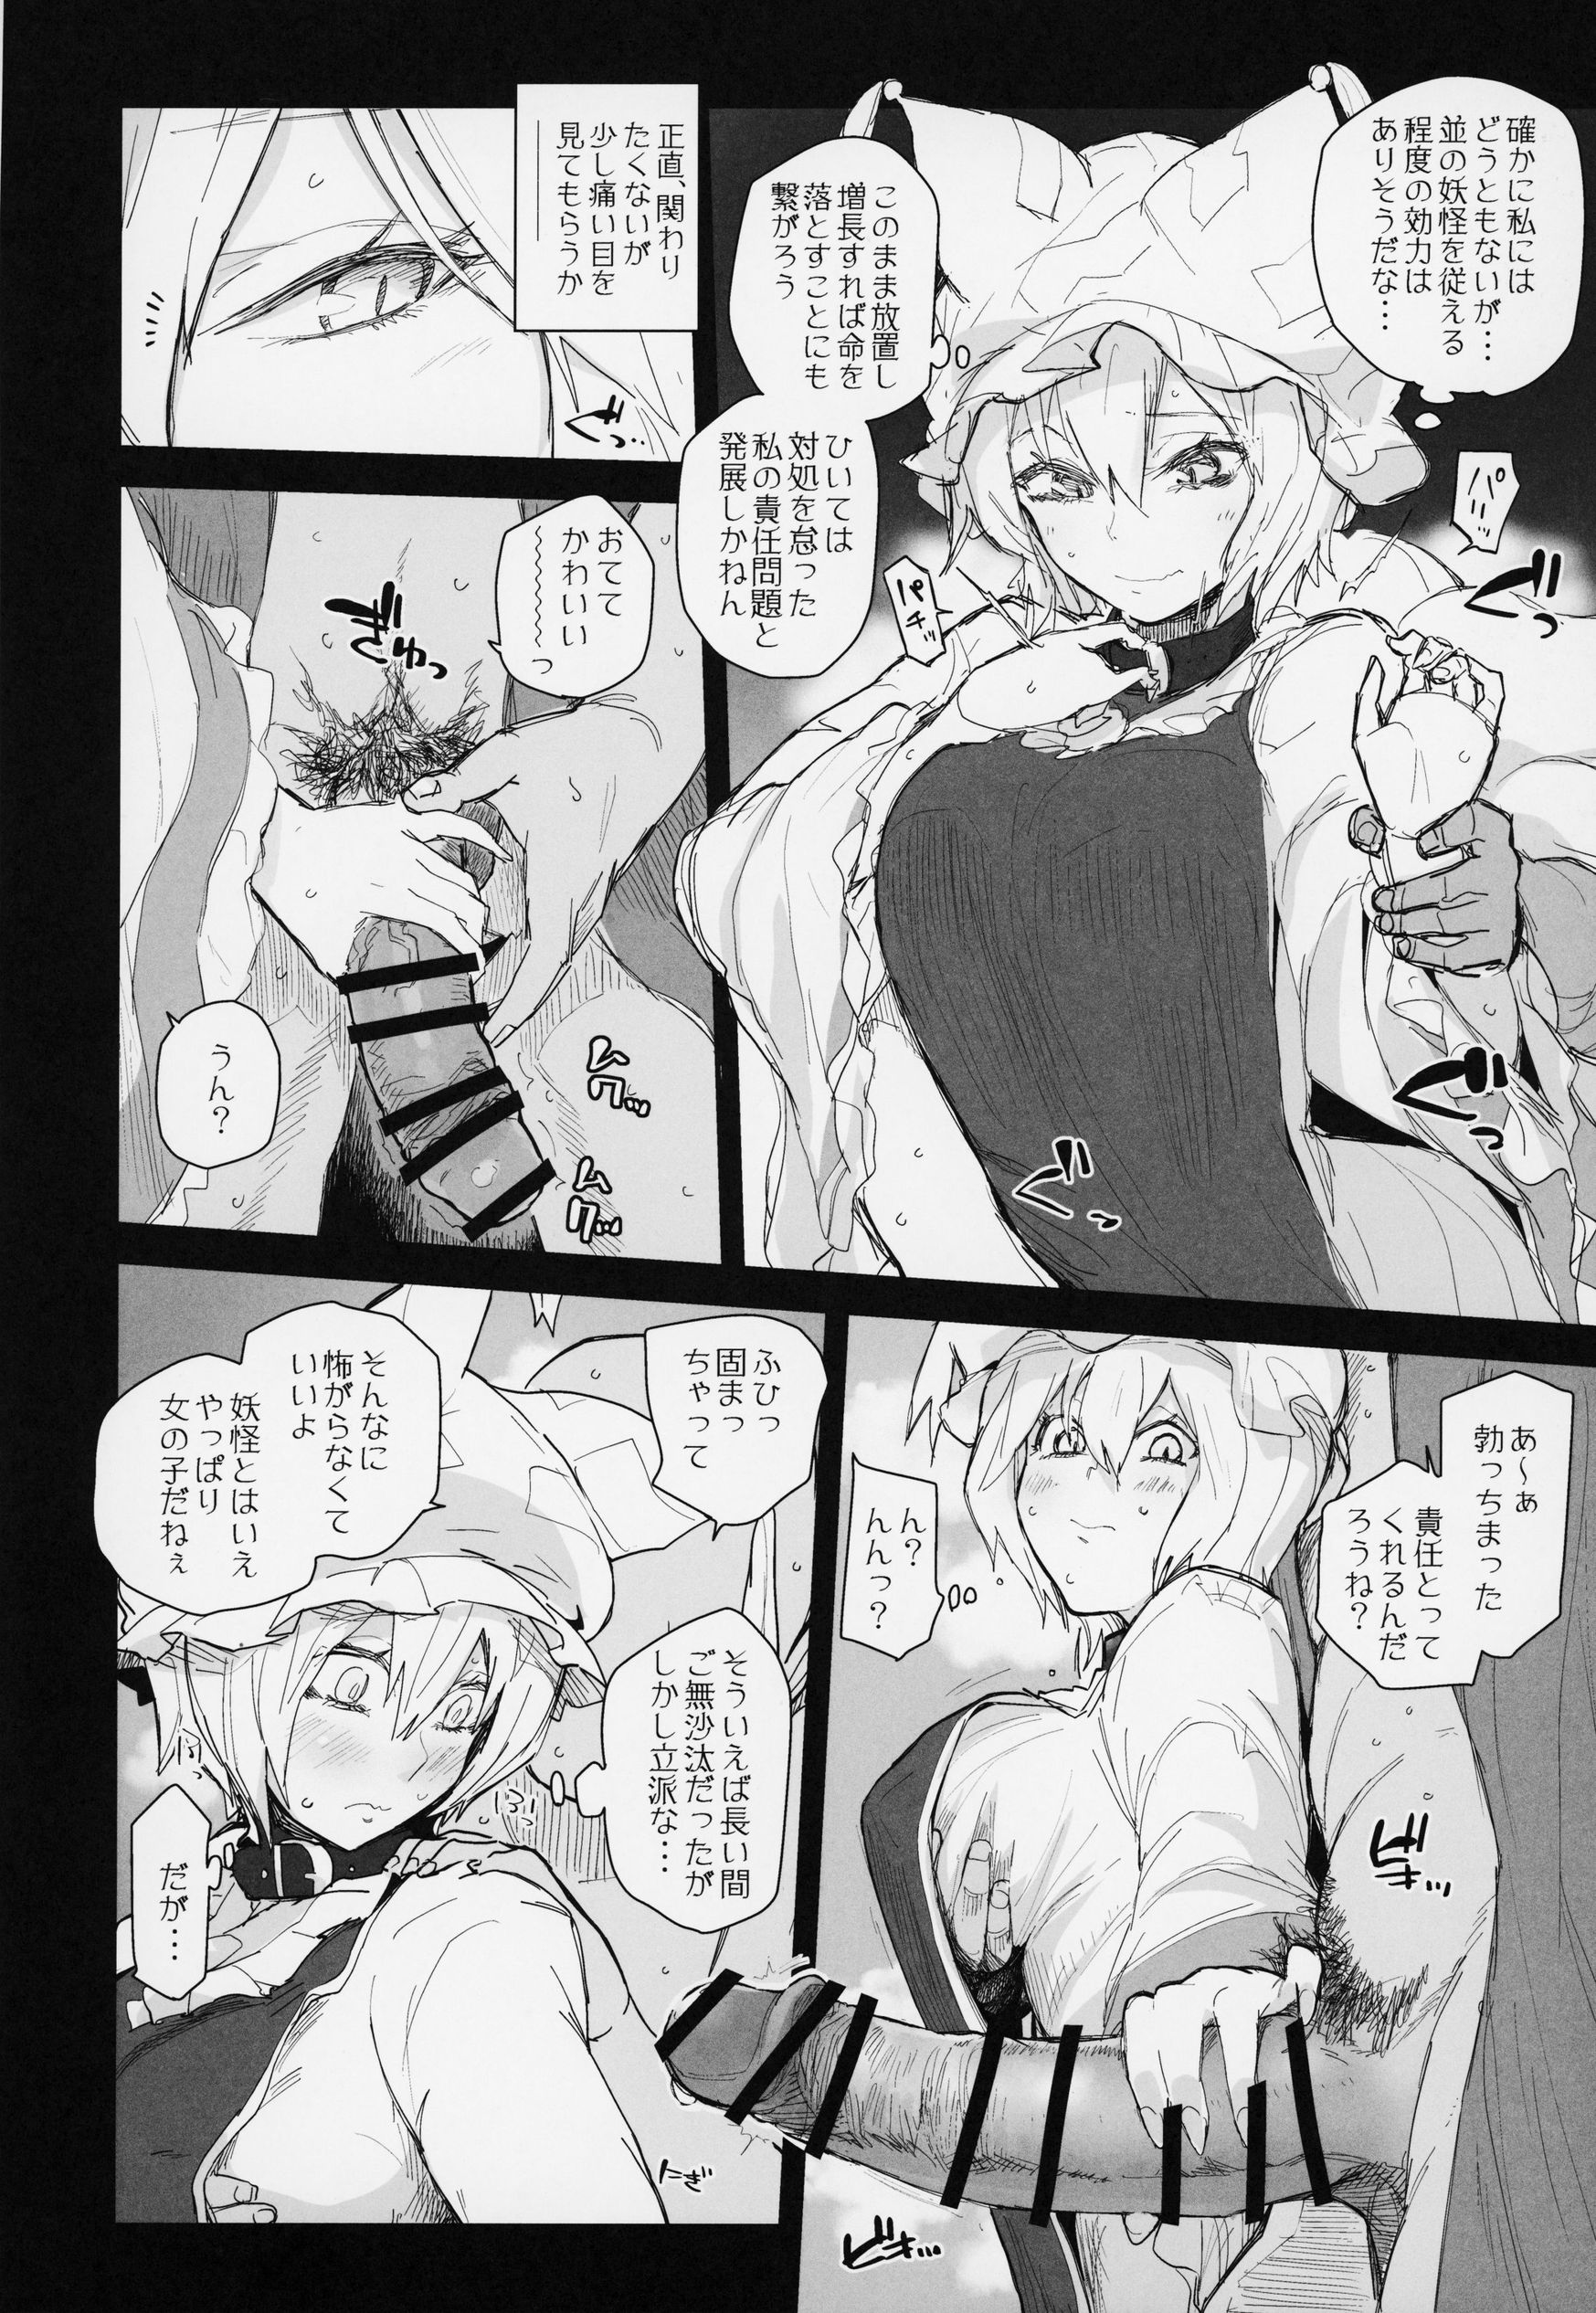 確かに私には
どうともないが…
並の妖怪を従える
程度の効力は
ありそうだな…
このまま放置し
増長すれば命を
落とすことにも
繋がろう
ひいては
対処を怠った
私の責任問題と
発展しかねん
パリッ
パチッ
ぐっ
ぐっ
ぐっ
正直、関わり
たくないが
少し痛い目を
見てもらうか
――
ぐっ…
おてて
かわいい
～～～～～っ
ぎゅっ
うん？
ムクッ
ムクッ
あ～ぁ
勃っちまった
責任とって
くれるんだ
ろうね？
ん？
んんっ？
ビキ…
ビキ…
ふひっ
固まっ
ちゃって
そんなに
怖がらなくて
いいよ
妖怪とはいえ
やっぱり
女の子だねぇ
そういえば長い間
ご無沙汰だったが
しかし立派な…
だが…
にぎ